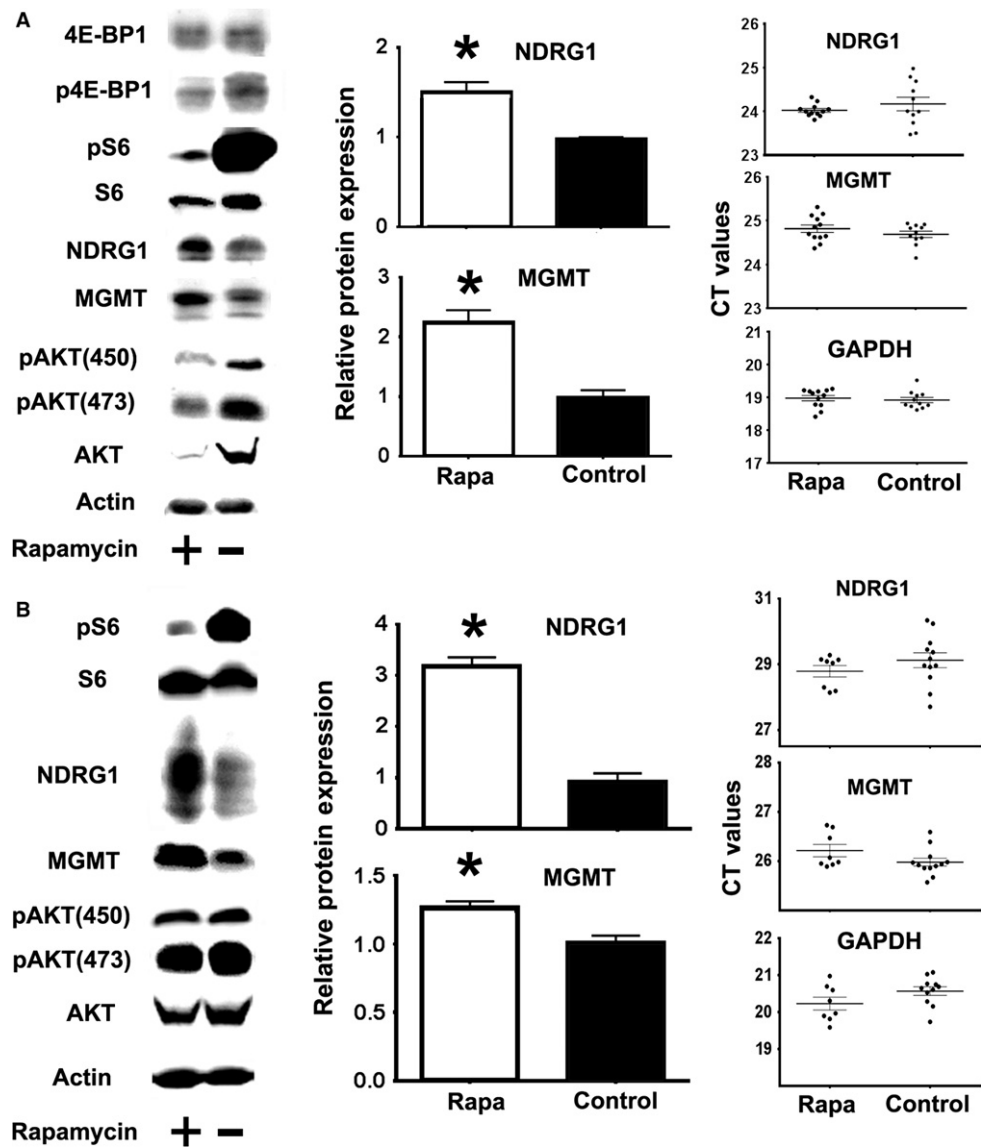 A
4E-BP1
p4E-BP1
pS6
S6
NDRG1
MGMT
pAKT(450)
pAKT(473)
AKT
Actin
Rapamycin + −
Relative protein expression
2
1
0
* NDRG1
3
2
1
0
* MGMT
Rapa Control
CT values
NDRG1
26
25
24
23
MGMT
26
25
24
23
GAPDH
21
20
19
18
17
Rapa Control
B
pS6
S6
NDRG1
MGMT
pAKT(450)
pAKT(473)
AKT
Actin
Rapamycin + −
Relative protein expression
4
3
2
1
0
* NDRG1
1.5
1.0
0.5
0.0
* MGMT
Rapa Control
CT values
NDRG1
31
29
27
MGMT
28
27
26
GAPDH
22
21
20
19
Rapa Control